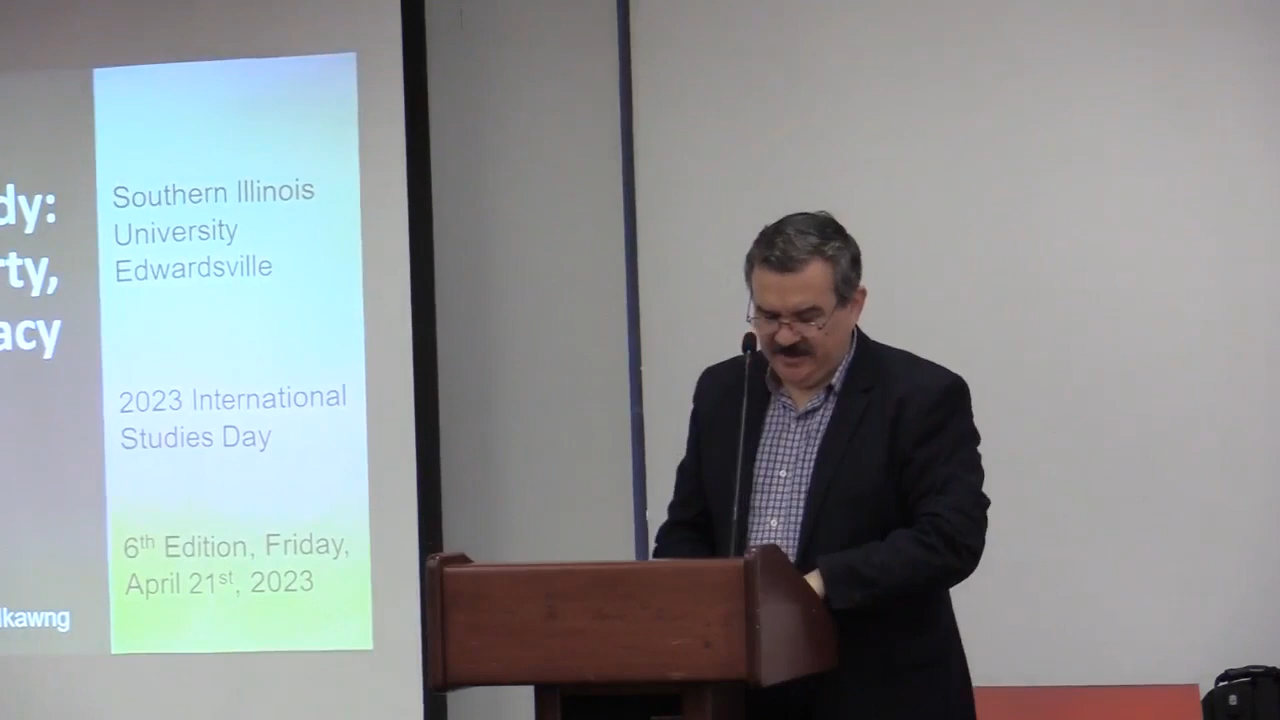 dy:
rty,
acy
lkawng
Southern Illinois
University
Edwardsville
2023 International
Studies Day
6th Edition, Friday,
April 21st, 2023